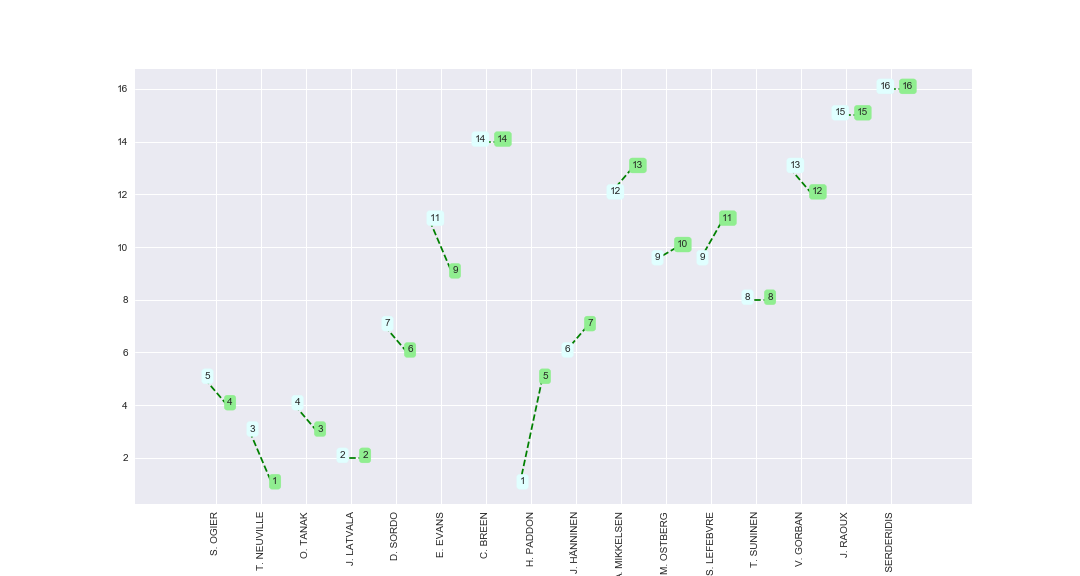 16
14
12
10
8
6
4
2
5
4
3
1
4
3
2
2
7
6
11
9
14
14
1
5
6
7
12
13
9
10
9
11
8
8
13
12
15
15
16
16
S. OGIER
T. NEUVILLE
O. TANAK
J. LATVALA
D. SORDO
E. EVANS
C. BREEN
H. PADDON
J. HANNINEN
MIKKELSEN
M. OSTBERG
S. LEFEBVRE
T. SUNINEN
V. GORBAN
J. RAOUX
SERDERIDIS